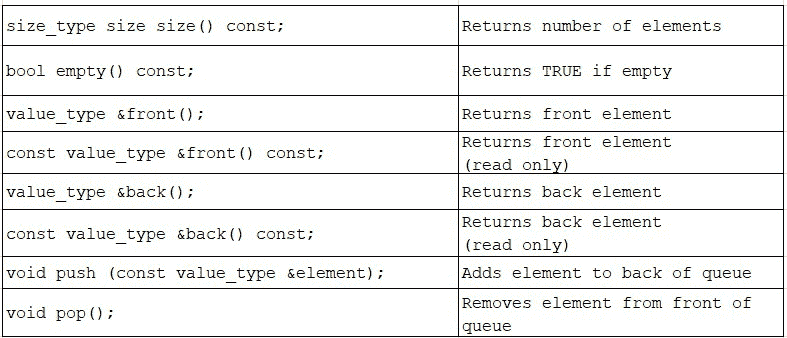 size_type size size() const; Returns number of elements
bool empty() const; Returns TRUE if empty
value_type &front(); Returns front element
const value_type &front() const; Returns front element
(read only)
value_type &back(); Returns back element
const value_type &back() const; Returns back element
(read only)
void push (const value_type &element); Adds element to back of queue
void pop(); Removes element from front of
queue